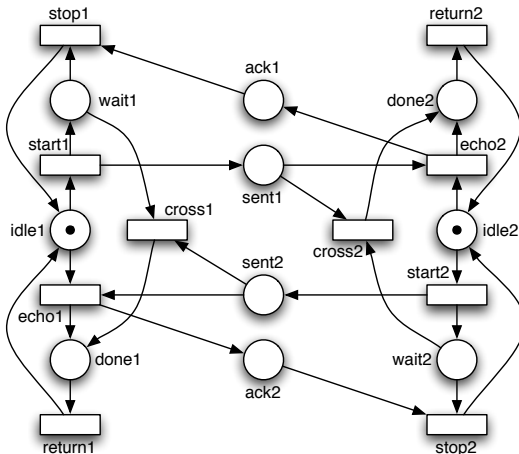 stop1
return2
ack1
wait1
done2
start1
echo2
sent1
cross1
idle1
idle2
cross2
sent2
start2
echo1
done1
wait2
ack2
return1
stop2